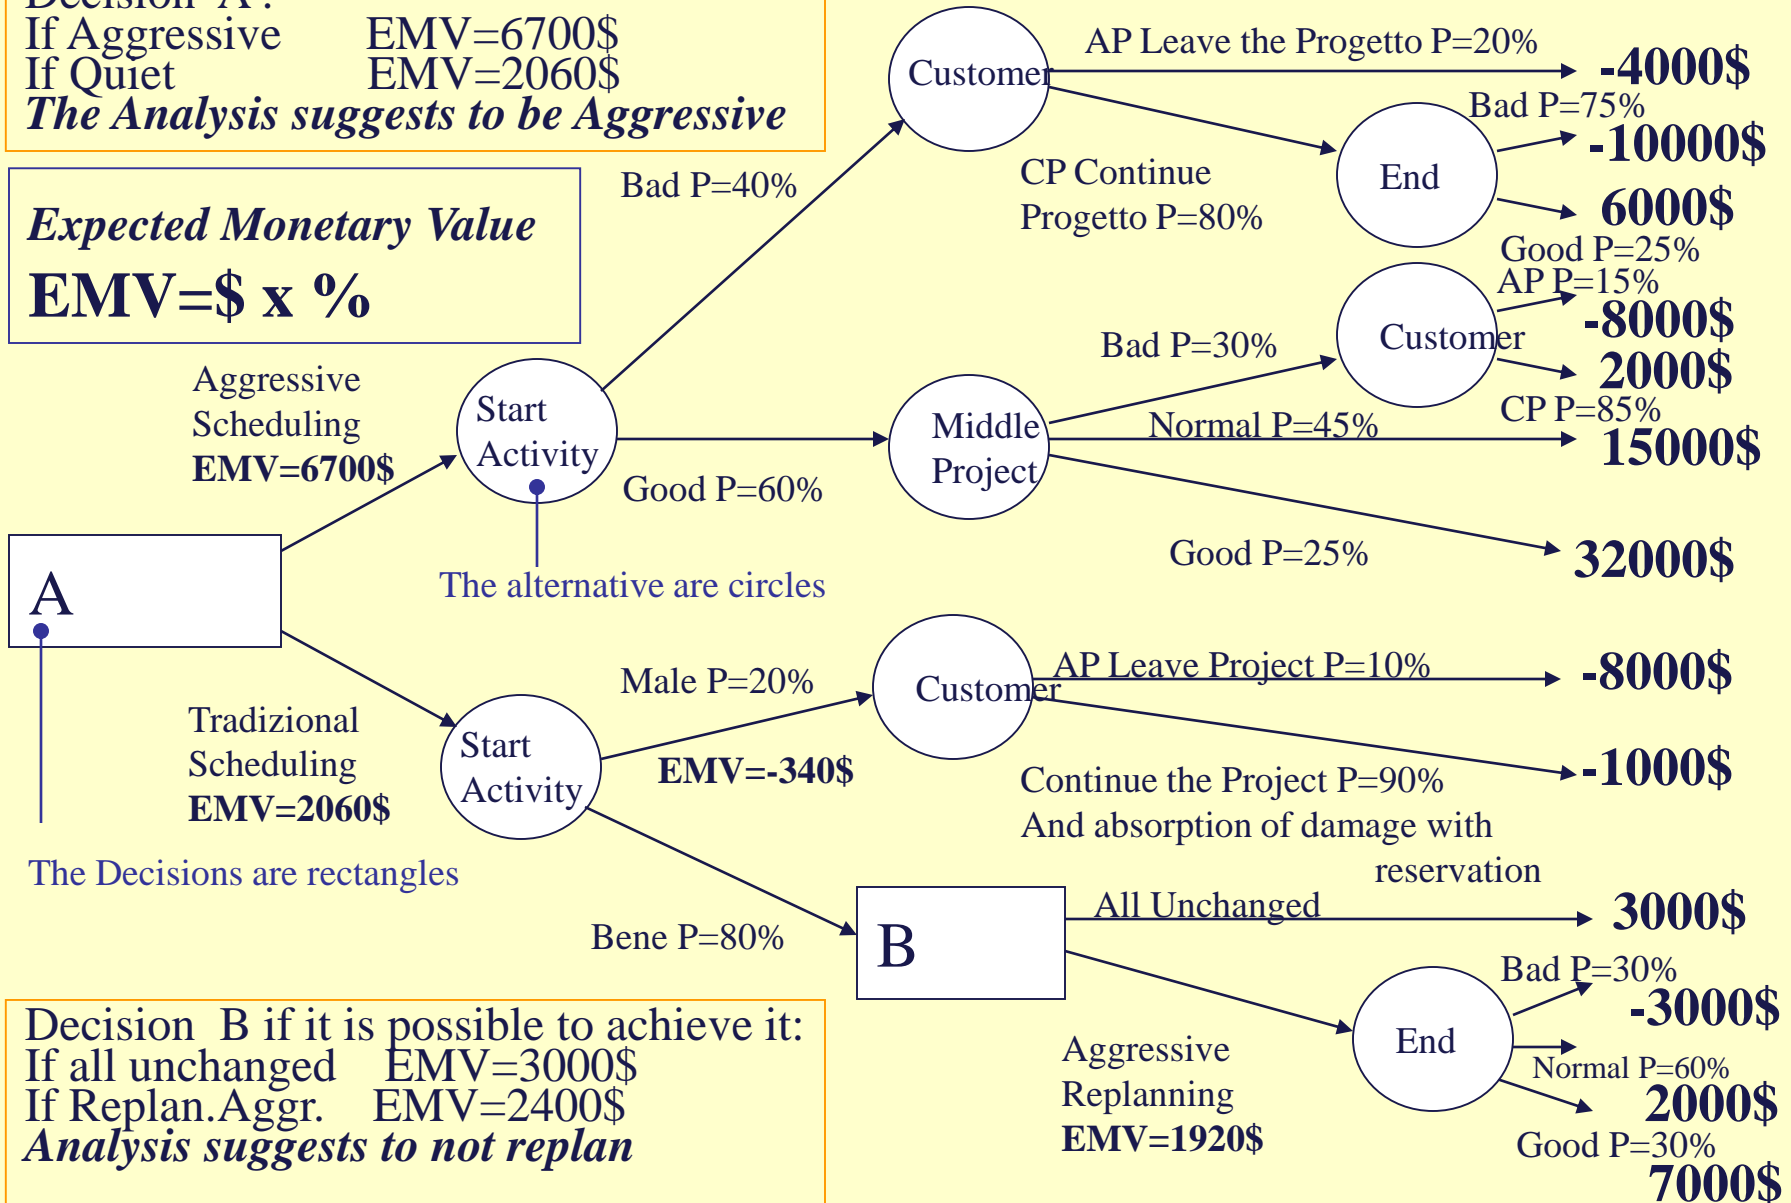 Decision A :
If Aggressive EMV=6700$
If Quiet EMV=2060$
The Analysis suggests to be Aggressive
Expected Monetary Value
EMV=$ x %
Aggressive
Scheduling
EMV=6700$
Start
Activity
Bad P=40%
Good P=60%
The alternative are circles
A
The Decisions are rectangles
Tradizional
Scheduling
EMV=2060$
Start
Activity
Male P=20%
EMV=-340$
Bene P=80%
Customer
AP Leave the Progetto P=20%
-4000$
CP Continue
Progetto P=80%
End
Bad P=75%
-10000$
6000$
Good P=25%
Middle
Project
Bad P=30%
Customer
AP P=15%
-8000$
2000$
CP P=85%
Normal P=45%
15000$
Good P=25%
32000$
Customer
AP Leave Project P=10%
-8000$
-1000$
Continue the Project P=90%
And absorption of damage with
reservation
B
All Unchanged
3000$
Aggressive
Replanning
EMV=1920$
End
Bad P=30%
-3000$
Normal P=60%
2000$
Good P=30%
7000$
Decision B if it is possible to achieve it:
If all unchanged EMV=3000$
If Replan.Aggr. EMV=2400$
Analysis suggests to not replan